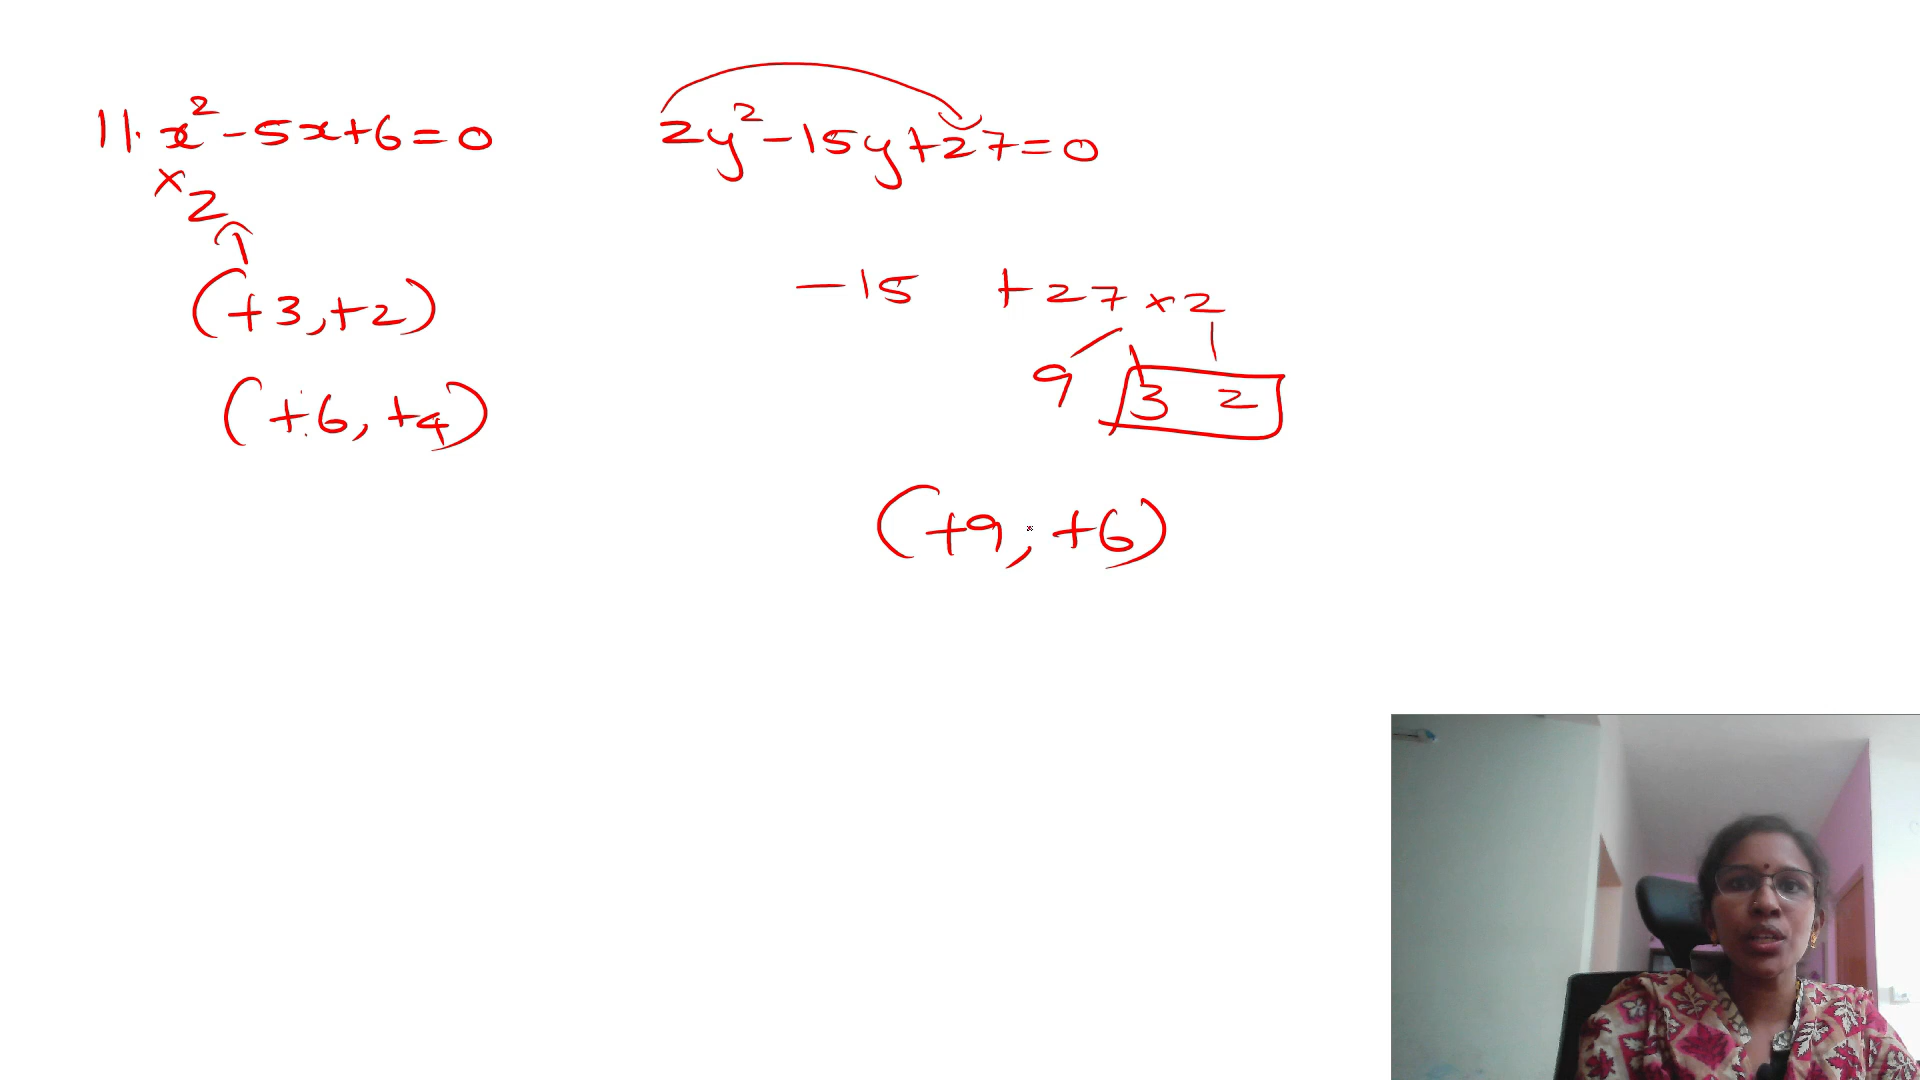 11. x² - 5x + 6 = 0
× 2
(+3, +2)
(+6, +4)
2y² - 15y + 27 = 0
-15 +27 × 2
9 3 2
(+9, +6)